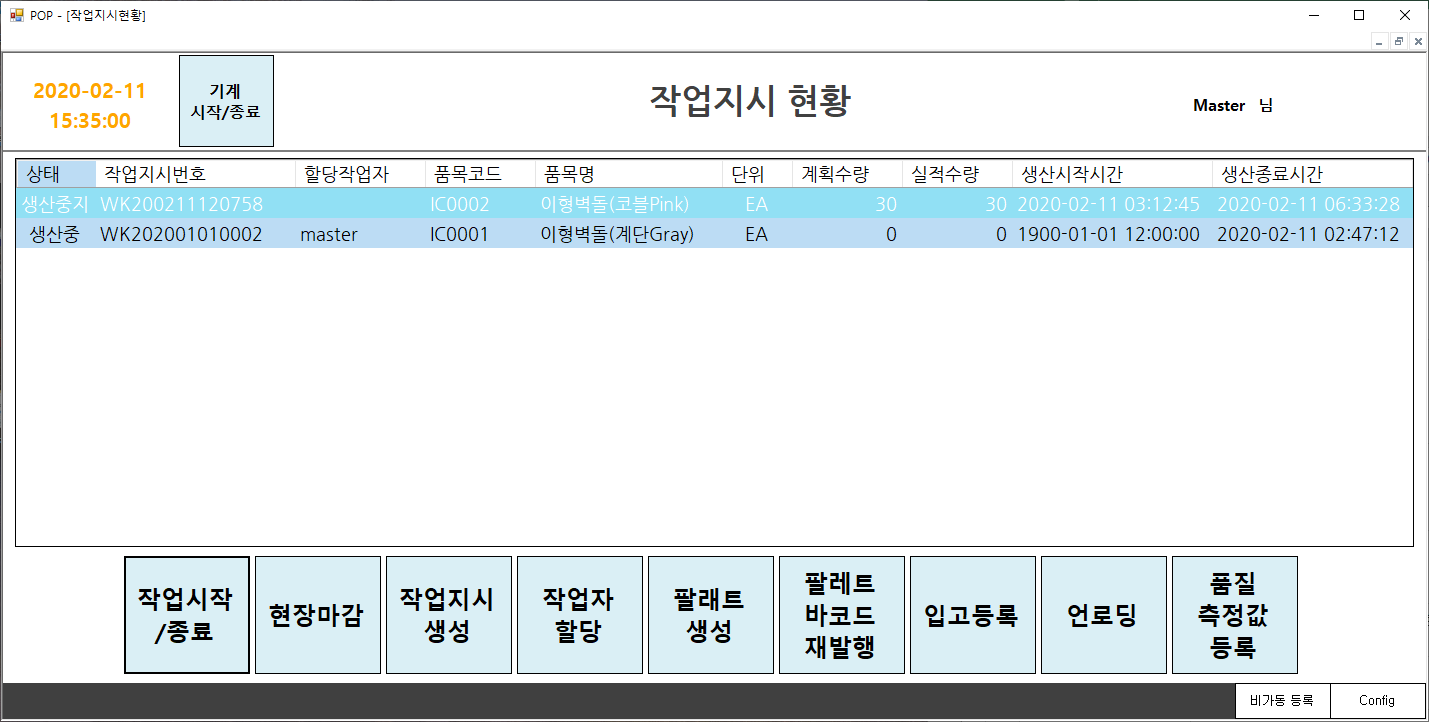 POP - [작업지시현황]
2020-02-11
15:35:00
기계
시작/종료
작업지시 현황
Master 님
상태 작업지시번호 할당작업자 품목코드 품목명 단위 계획수량 실적수량 생산시작시간 생산종료시간
생산중지 WK200211120758 IC0002 이형벽돌(코블Pink) EA 30 30 2020-02-11 03:12:45 2020-02-11 06:33:28
생산중 WK202001010002 master IC0001 이형벽돌(계단Gray) EA 0 0 1900-01-01 12:00:00 2020-02-11 02:47:12
작업시작
/종료
현장마감
작업지시
생성
작업자
할당
팔래트
생성
팔레트
바코드
재발행
입고등록
언로딩
품질
측정값
등록
비가동 등록
Config